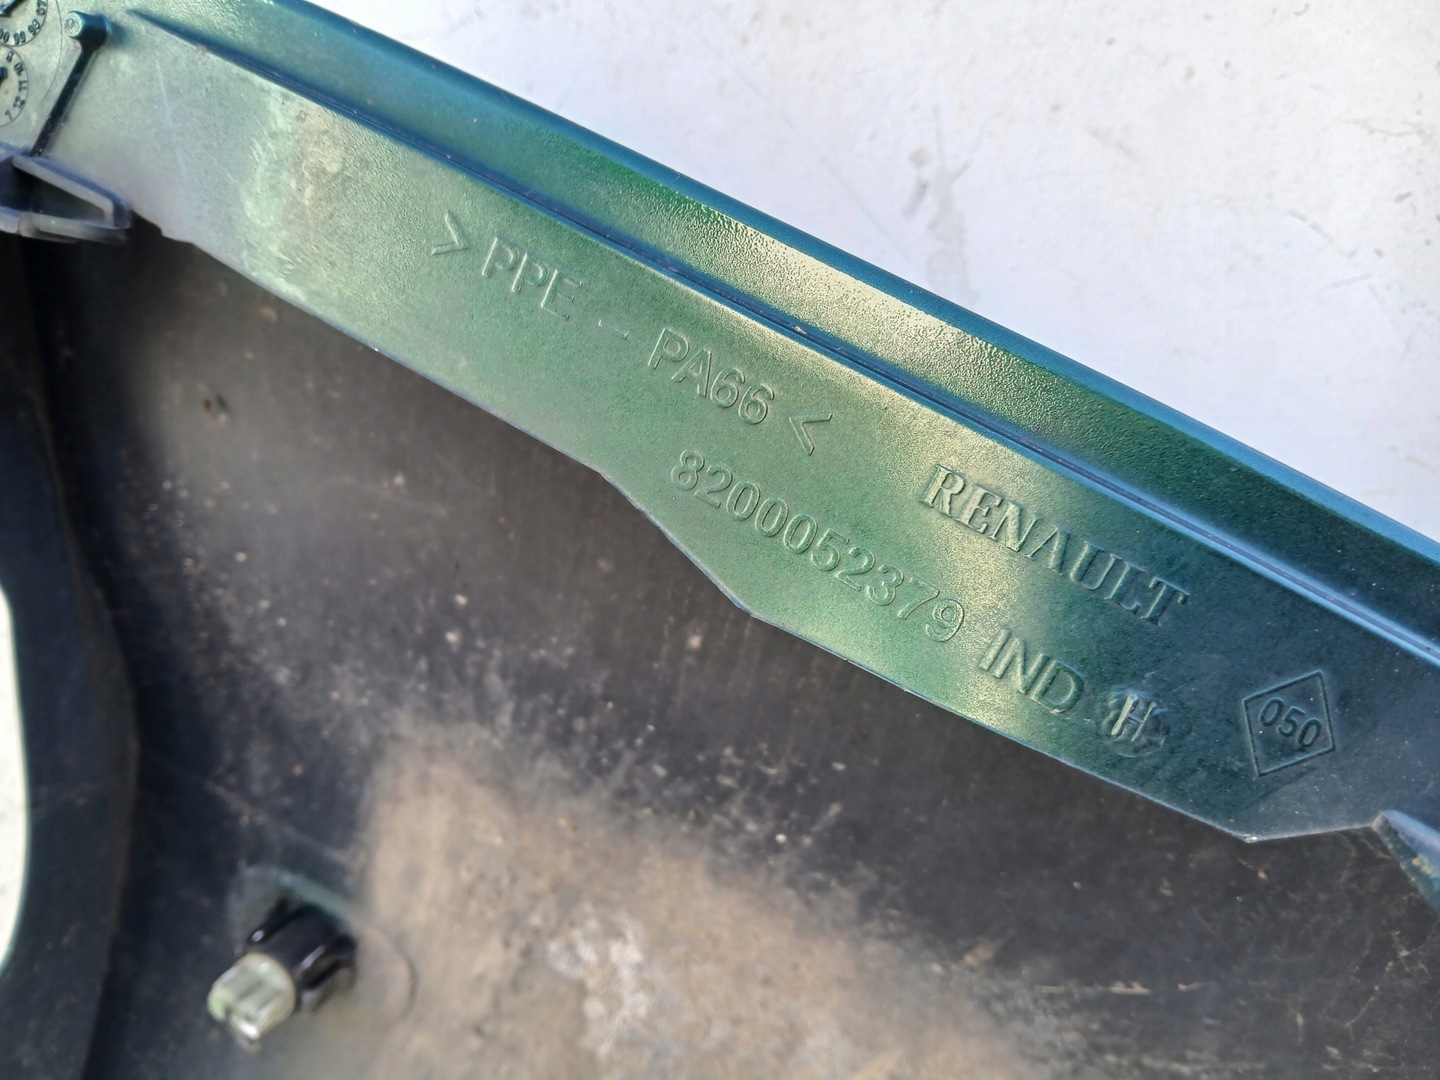 > PPE - PA66 <
RENAULT
8200052379 IND H
050